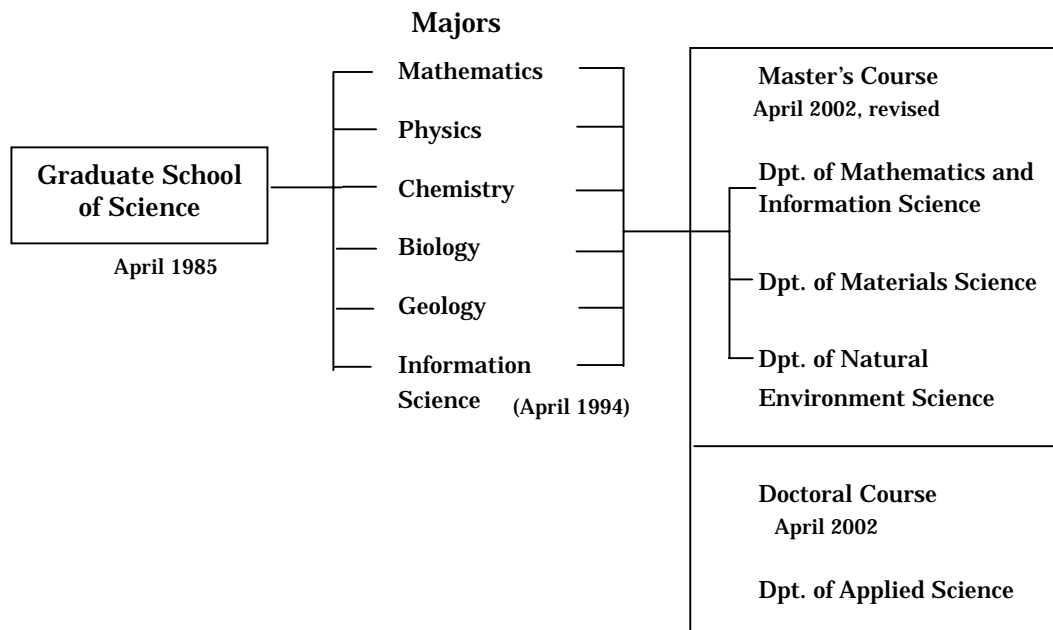 Majors
Graduate School
of Science
April 1985
Mathematics
Physics
Chemistry
Biology
Geology
Information
Science
(April 1994)
Master’s Course
April 2002, revised
Dpt. of Mathematics and
Information Science
Dpt. of Materials Science
Dpt. of Natural
Environment Science
Doctoral Course
April 2002
Dpt. of Applied Science